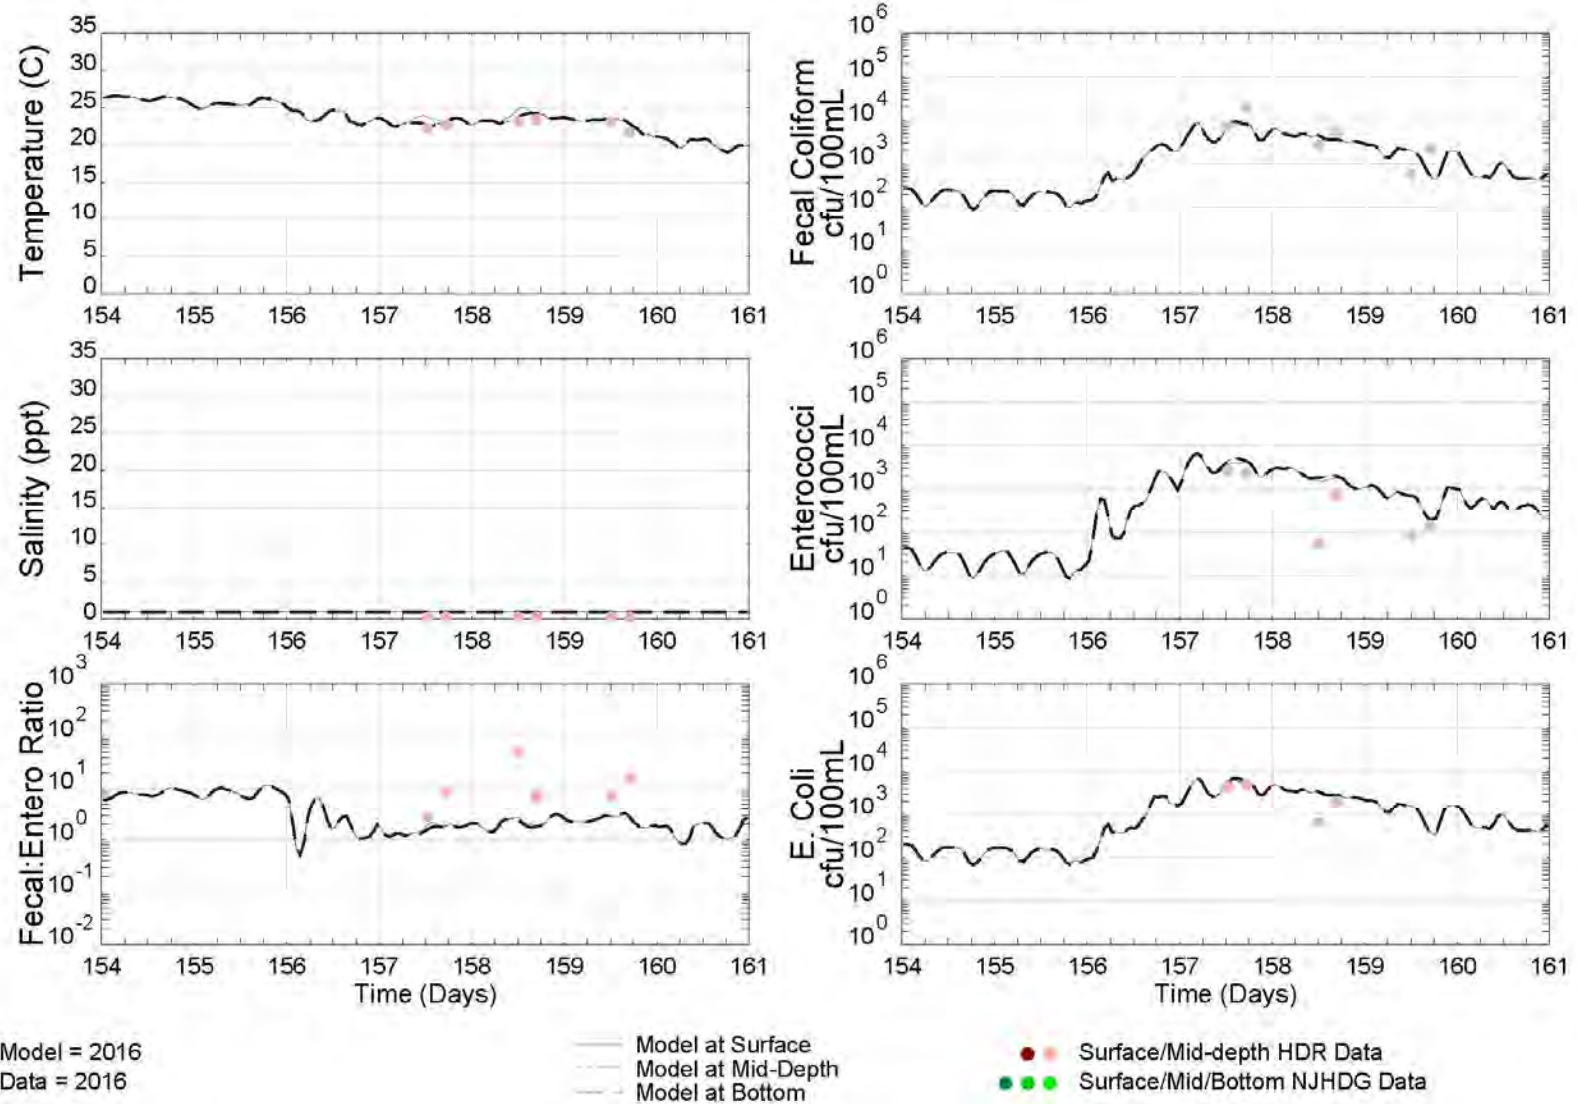 Temperature (C)
35
30
25
20
15
10
5
0
154 155 156 157 158 159 160 161
Fecal Coliform
cfu/100mL
10^6
10^5
10^4
10^3
10^2
10^1
10^0
154 155 156 157 158 159 160 161
Salinity (ppt)
35
30
25
20
15
10
5
0
154 155 156 157 158 159 160 161
Enterococci
cfu/100mL
10^6
10^5
10^4
10^3
10^2
10^1
10^0
154 155 156 157 158 159 160 161
Fecal:Entero Ratio
10^3
10^2
10^1
10^0
10^-1
10^-2
154 155 156 157 158 159 160 161
Time (Days)
E. Coli
cfu/100mL
10^6
10^5
10^4
10^3
10^2
10^1
10^0
154 155 156 157 158 159 160 161
Time (Days)
Model = 2016
Data = 2016
Model at Surface
Model at Mid-Depth
Model at Bottom
Surface/Mid-depth HDR Data
Surface/Mid/Bottom NJHDG Data